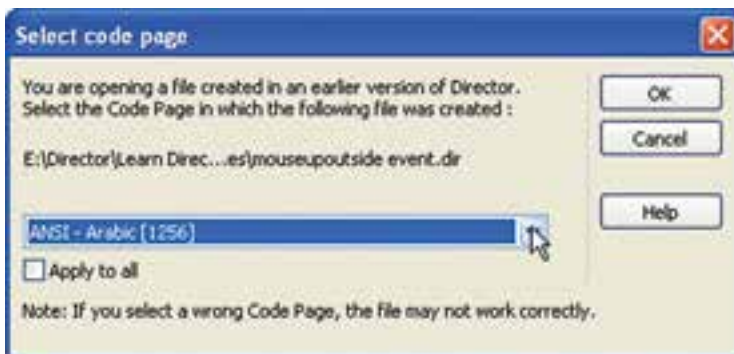 Select code page
You are opening a file created in an earlier version of Director.
Select the Code Page in which the following file was created :
E:\Director\Learn Direc...es\mouseupoutside event.dir
ANSI - Arabic [1256]
Apply to all
Note: If you select a wrong Code Page, the file may not work correctly.
OK
Cancel
Help